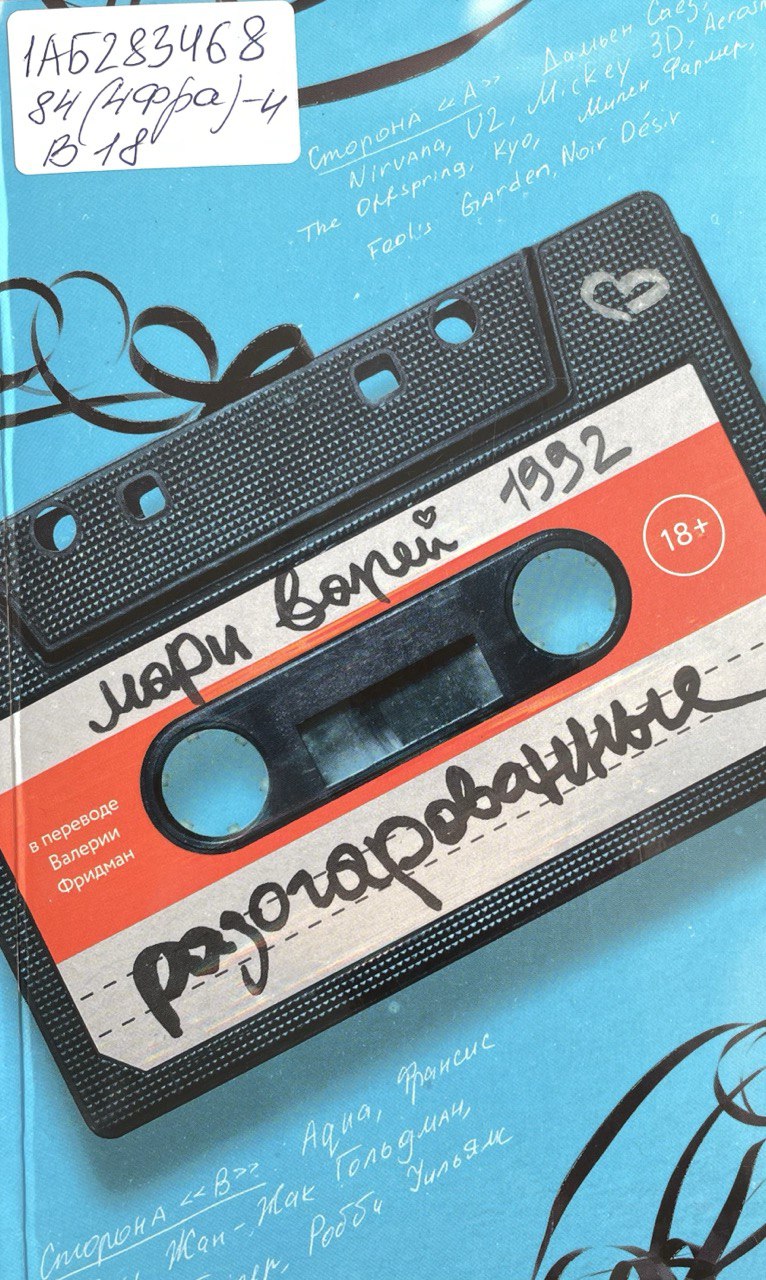 1АБ283468
84(4Фра)-4
В 18
Сторона «А» Дамьен Саез,
Nirvana, U2, Mickey 3D,
The Offspring, Kyo, Милен Фармер,
Fool's Garden, Noir Désir
мари ворей 1992
18+
в переводе
Валерии
Фридман
разочарованные
Сторона «В» Aqua, Франсис
Жан-Жак Гольдман,
Робби Уильямс